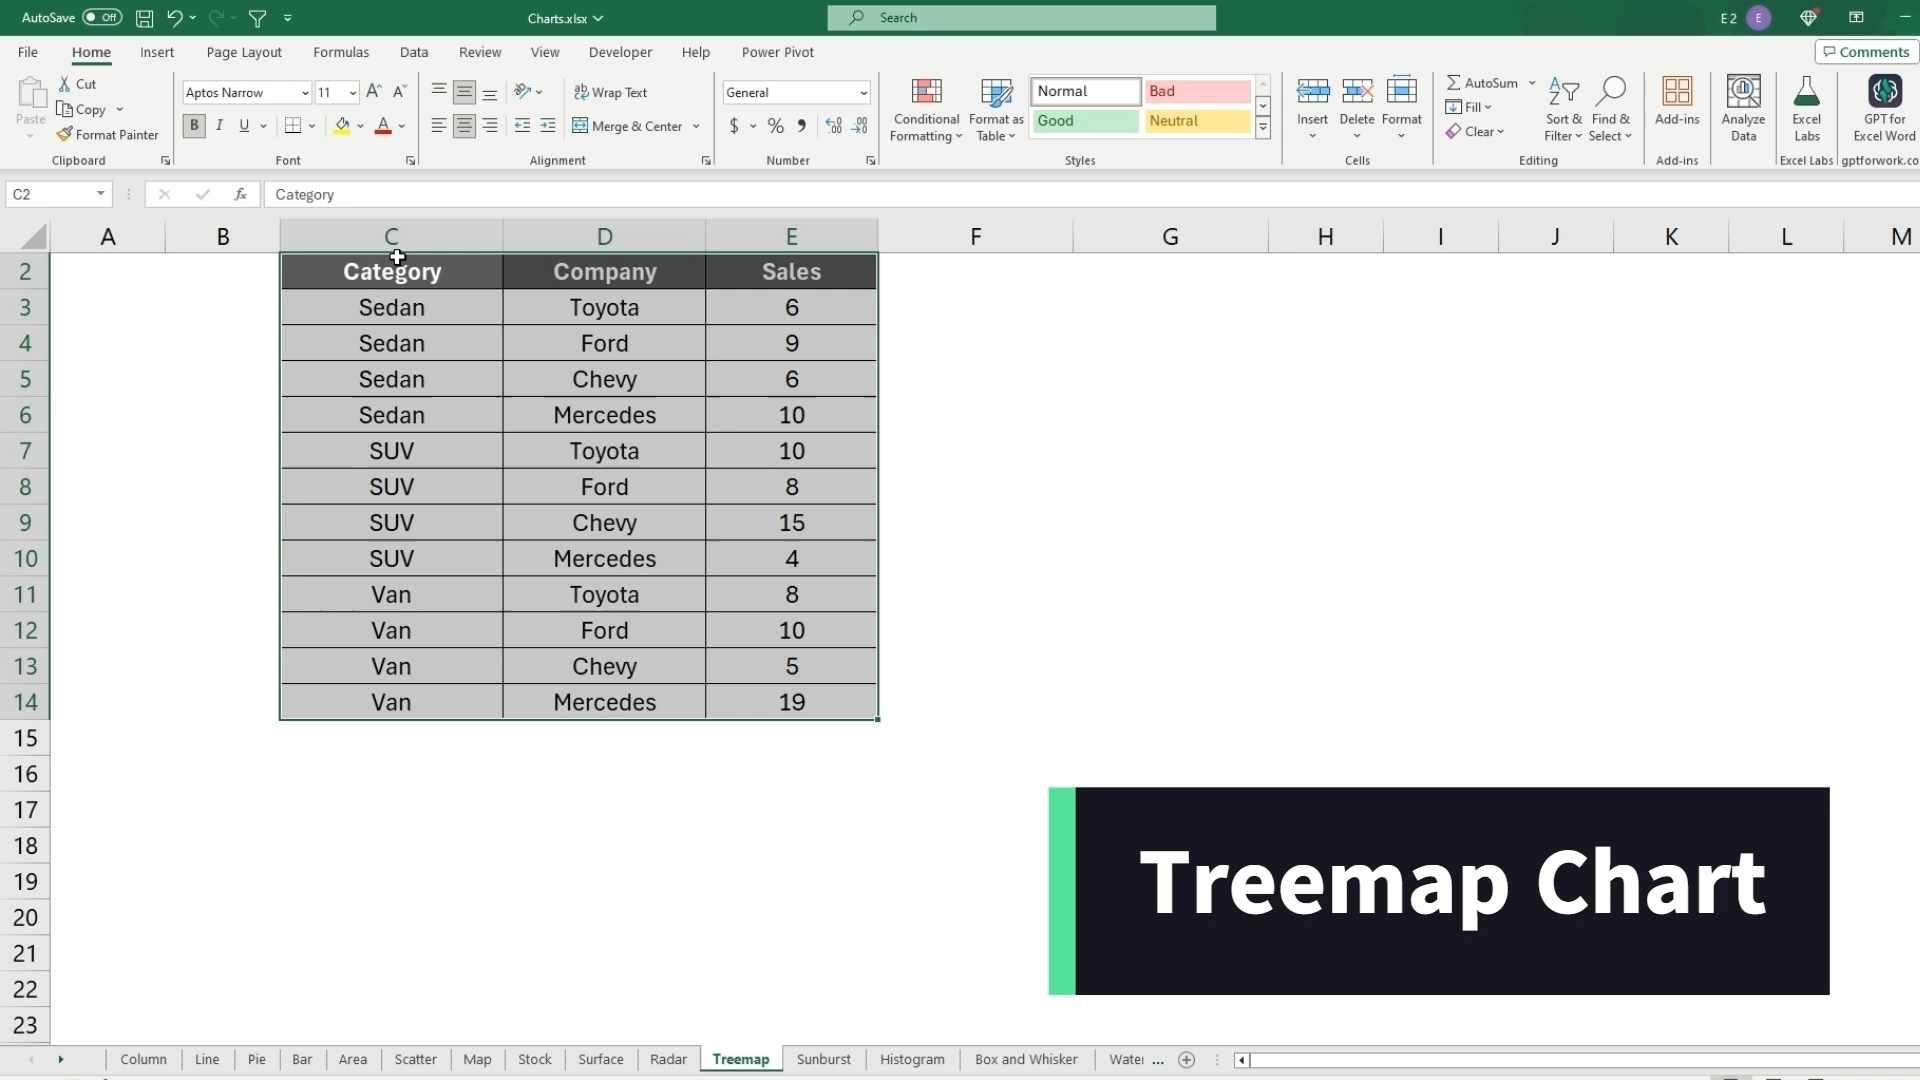 AutoSave Off Charts.xlsx Search E 2 E
File Home Insert Page Layout Formulas Data Review View Developer Help Power Pivot Comments
Paste Cut Copy Format Painter
Clipboard
Aptos Narrow 11 A A
B I U A
Font
Wrap Text
Merge & Center
Alignment
General
$ % ,
Number
Conditional Formatting Format as Table
Normal Bad
Good Neutral
Styles
Insert Delete Format
Cells
AutoSum
Fill
Clear
Sort & Filter Find & Select
Editing
Add-ins
Add-ins
Analyze Data
Excel Labs
Excel Labs
GPT for Excel Word
gptforwork.co
C2 fx Category
A B C D E F G H I J K L M
2 Category Company Sales
3 Sedan Toyota 6
4 Sedan Ford 9
5 Sedan Chevy 6
6 Sedan Mercedes 10
7 SUV Toyota 10
8 SUV Ford 8
9 SUV Chevy 15
10 SUV Mercedes 4
11 Van Toyota 8
12 Van Ford 10
13 Van Chevy 5
14 Van Mercedes 19
15
16
17
18
19
20
21
22
23
Treemap Chart
Column Line Pie Bar Area Scatter Map Stock Surface Radar Treemap Sunburst Histogram Box and Whisker Water ...